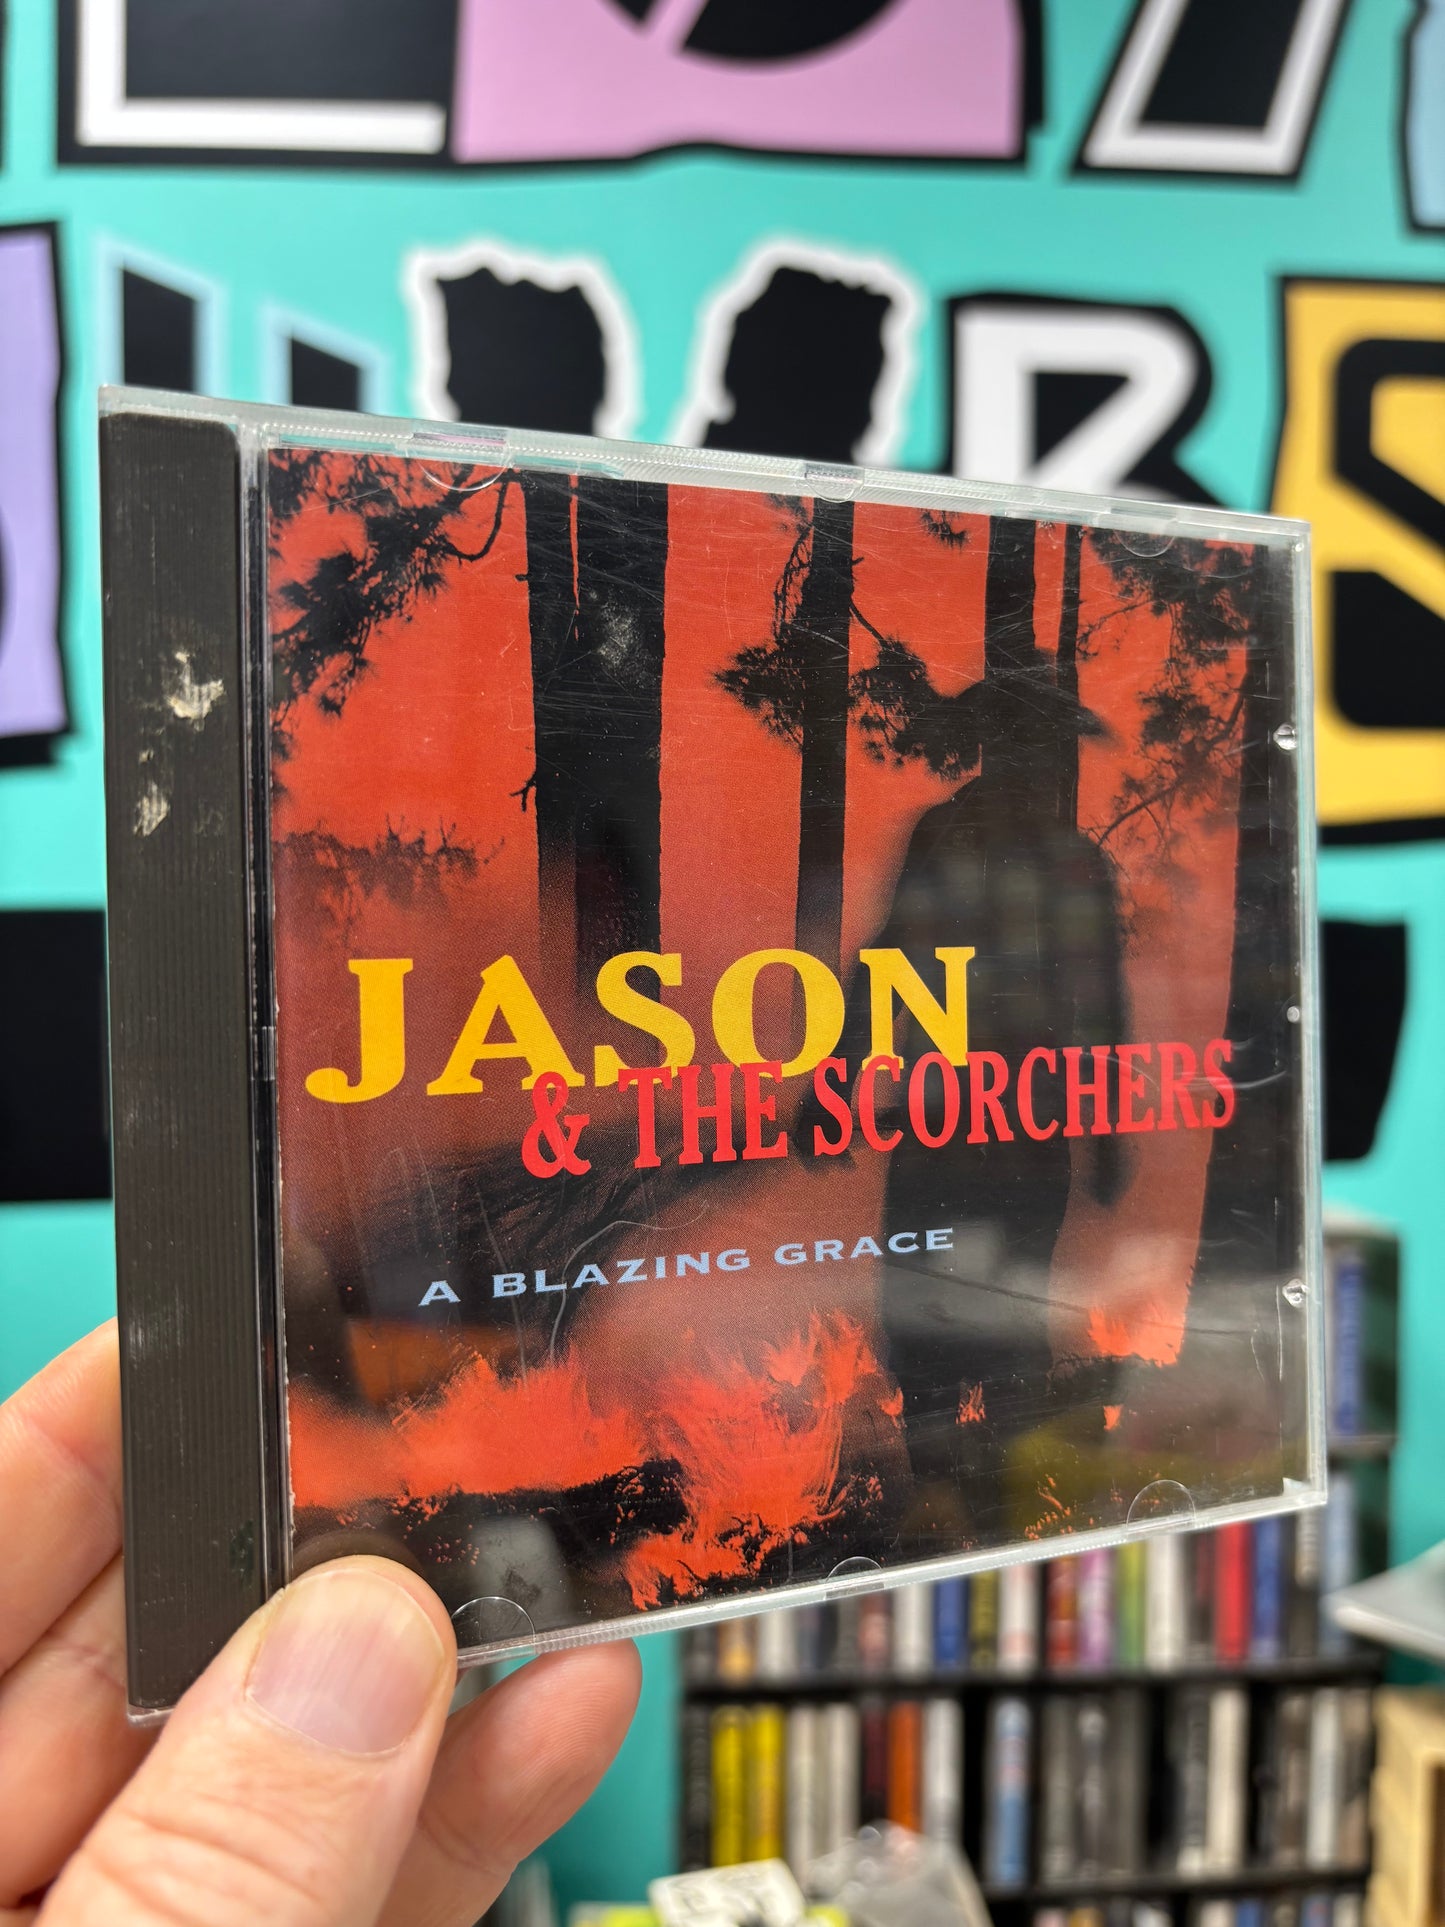 JASON
& THE SCORCHERS
A BLAZING GRACE